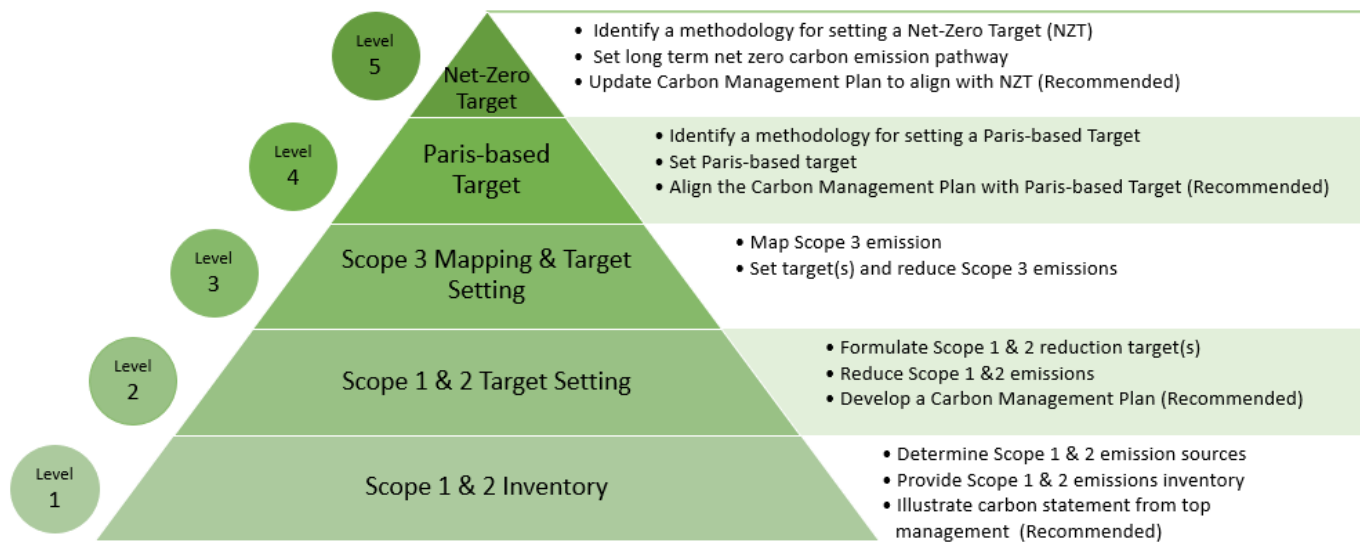 Level
5
Net-Zero
Target
• Identify a methodology for setting a Net-Zero Target (NZT)
• Set long term net zero carbon emission pathway
• Update Carbon Management Plan to align with NZT (Recommended)
Level
4
Paris-based
Target
• Identify a methodology for setting a Paris-based Target
• Set Paris-based target
• Align the Carbon Management Plan with Paris-based Target (Recommended)
Level
3
Scope 3 Mapping & Target
Setting
• Map Scope 3 emission
• Set target(s) and reduce Scope 3 emissions
Level
2
Scope 1 & 2 Target Setting
• Formulate Scope 1 & 2 reduction target(s)
• Reduce Scope 1 &2 emissions
• Develop a Carbon Management Plan (Recommended)
Level
1
Scope 1 & 2 Inventory
• Determine Scope 1 & 2 emission sources
• Provide Scope 1 & 2 emissions inventory
• Illustrate carbon statement from top
management (Recommended)